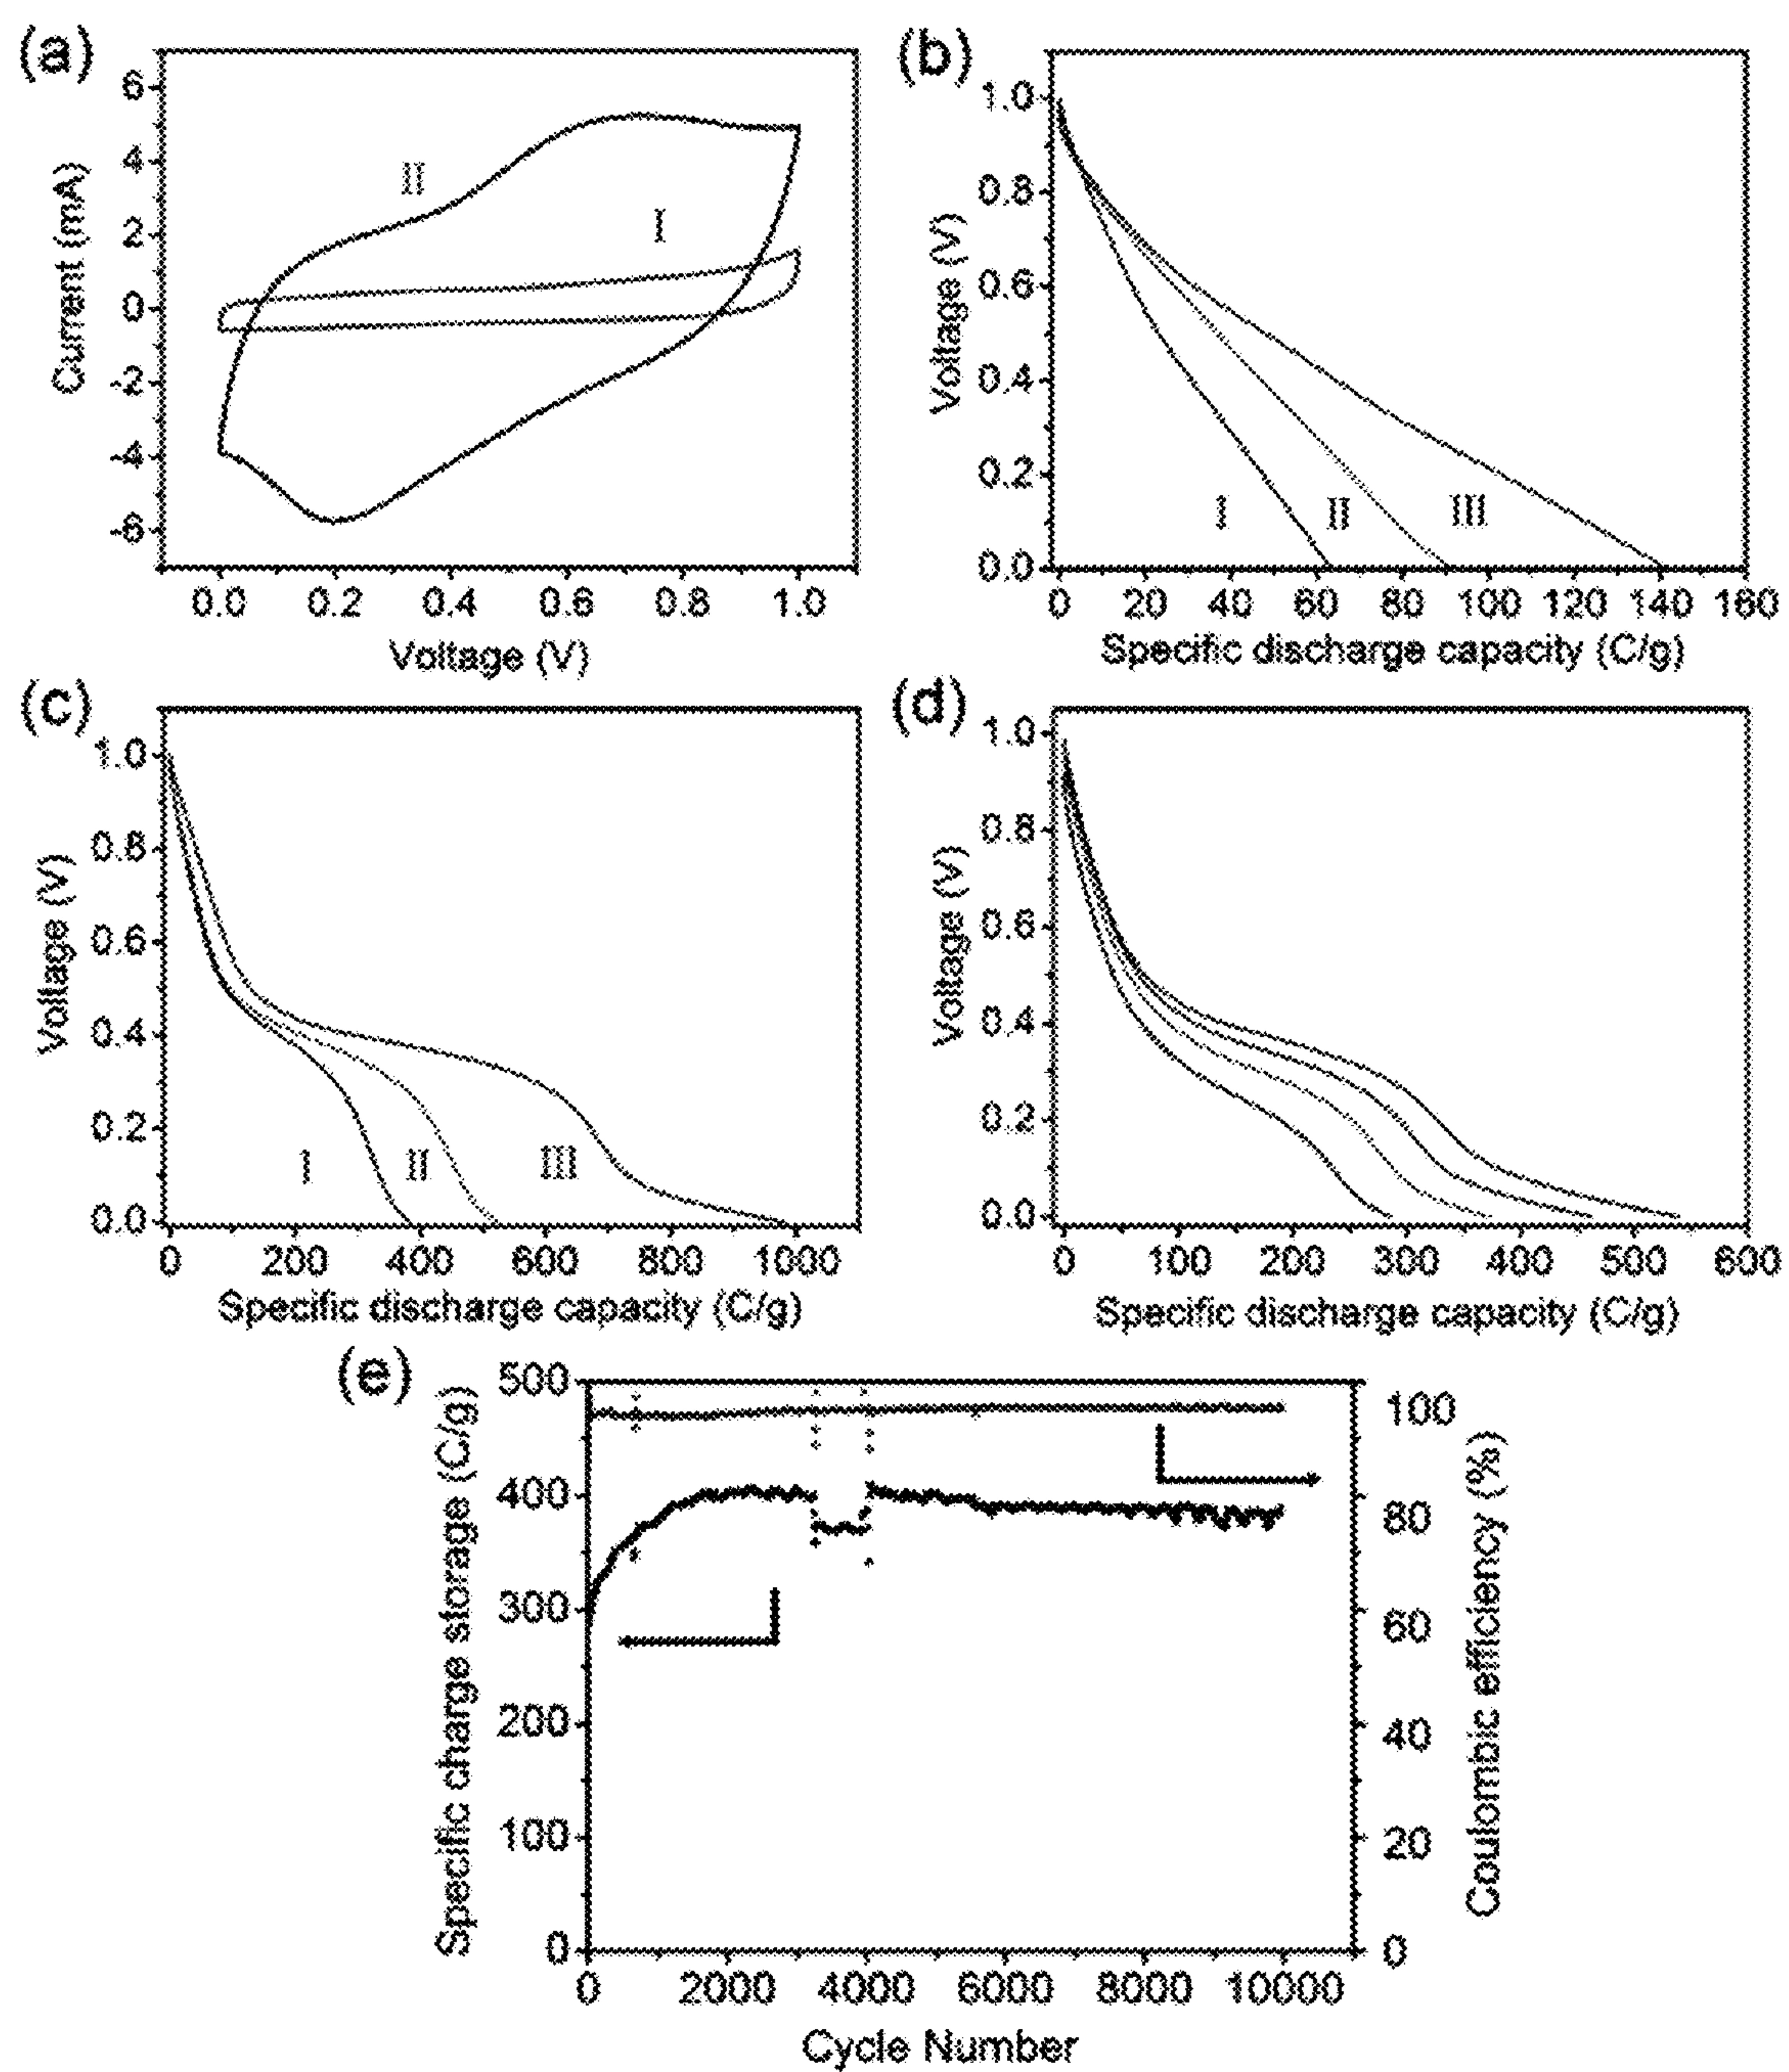 (a)
6
4
2
0
-2
-4
-6
Current (mA)
II
I
0.0 0.2 0.4 0.6 0.8 1.0
Voltage (V)
(b)
1.0
0.8
0.6
0.4
0.2
0.0
Voltage (V)
I II III
0 20 40 60 80 100 120 140 160
Specific discharge capacity (C/g)
(c)
1.0
0.8
0.6
0.4
0.2
0.0
Voltage (V)
I II III
0 200 400 600 800 1000
Specific discharge capacity (C/g)
(d)
1.0
0.8
0.6
0.4
0.2
0.0
Voltage (V)
0 100 200 300 400 500 600
Specific discharge capacity (C/g)
(e)
500
400
300
200
100
0
Specific charge storage (C/g)
100
80
60
40
20
0
Coulombic efficiency (%)
0 2000 4000 6000 8000 10000
Cycle Number